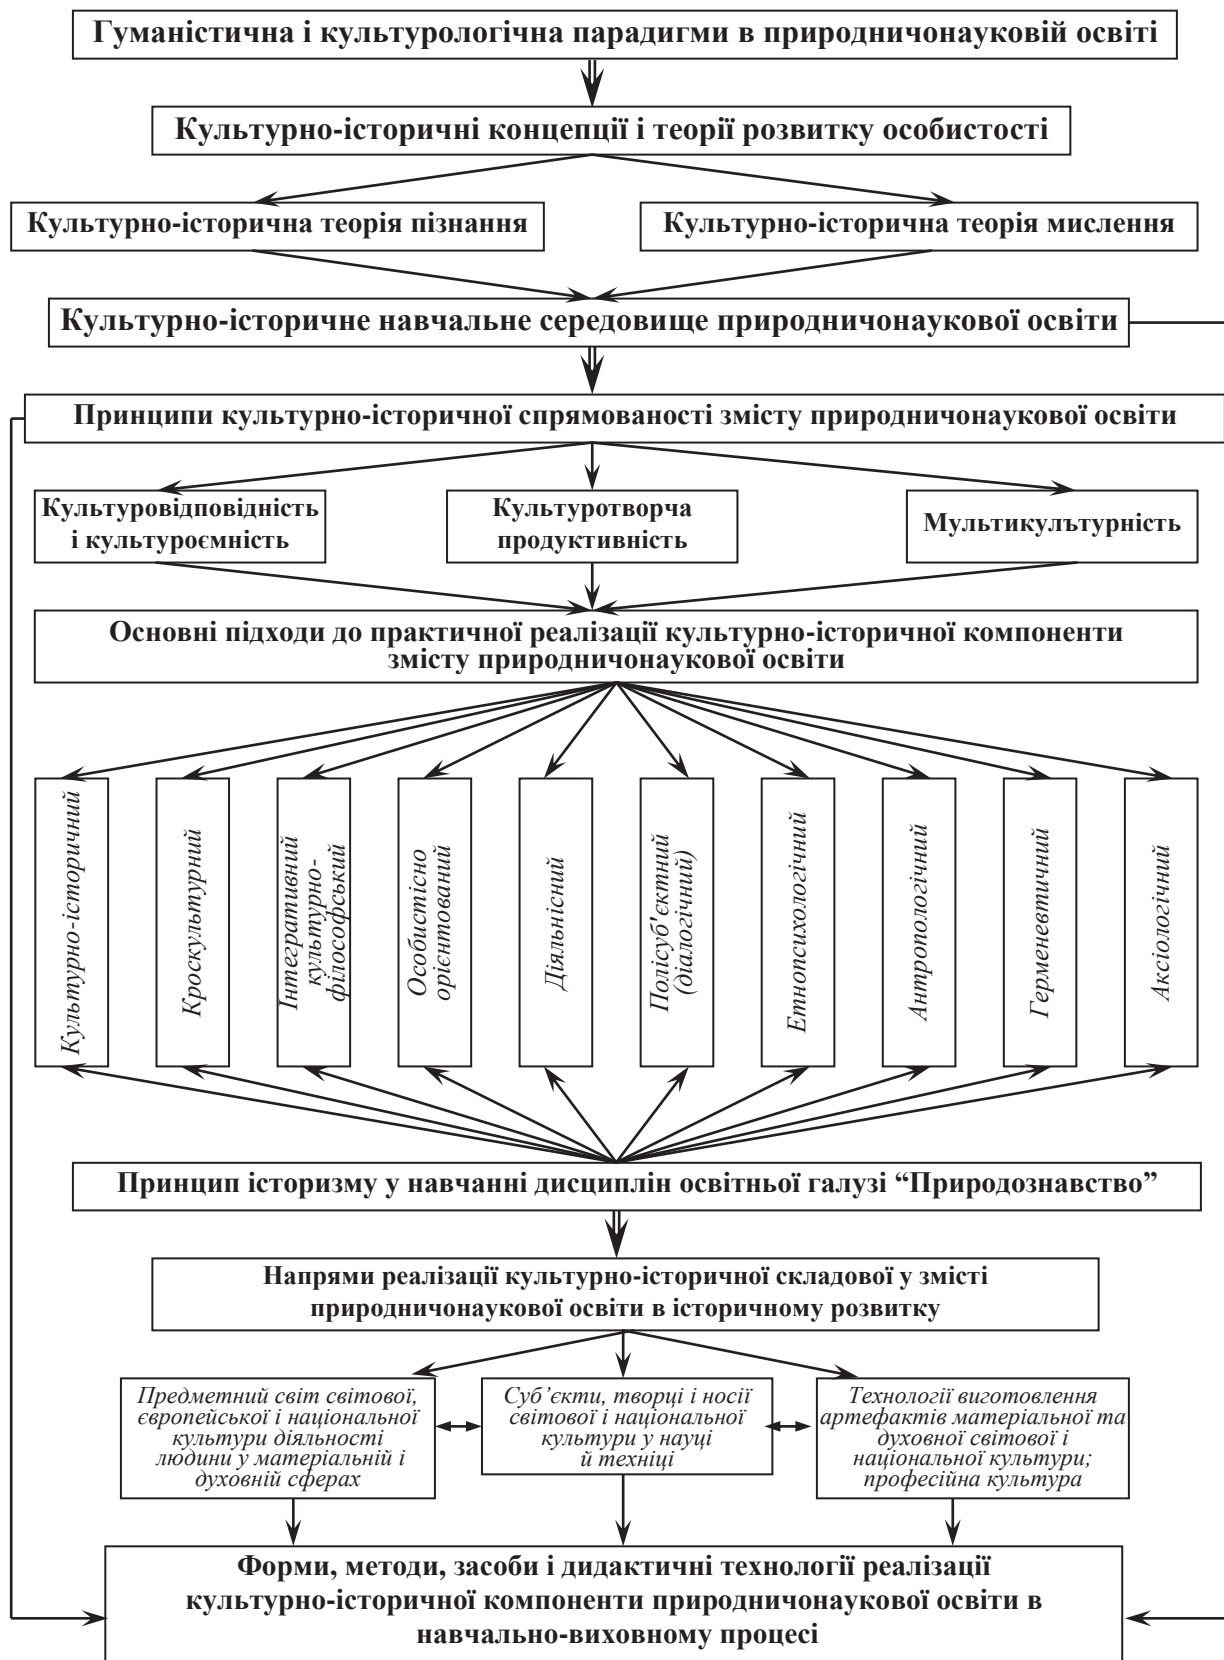 Гуманістична і культурологічна парадигми в природничонауковій освіті
Культурно-історичні концепції і теорії розвитку особистості
Культурно-історична теорія пізнання
Культурно-історична теорія мислення
Культурно-історичне навчальне середовище природничонаукової освіти
Принципи культурно-історичної спрямованості змісту природничонаукової освіти
Культуровідповідність
і культуроємність
Культуротворча
продуктивність
Мультикультурність
Основні підходи до практичної реалізації культурно-історичної компоненти
змісту природничонаукової освіти
Культурно-історичний
Кроскультурний
Інтегративний
культурно-
філософський
Особистісно
орієнтований
Діяльнісний
Полісуб'єктний
(діалогічний)
Етнопсихологічний
Антропологічний
Герменевтичний
Аксіологічний
Принцип історизму у навчанні дисциплін освітньої галузі “Природознавство”
Напрями реалізації культурно-історичної складової у змісті
природничонаукової освіти в історичному розвитку
Предметний світ світової,
європейської і національної
культури діяльності
людини у матеріальній і
духовній сферах
Суб’єкти, творці і носії
світової і національної
культури у науці
й техніці
Технології виготовлення
артефактів матеріальної та
духовної світової і
національної культури;
професійна культура
Форми, методи, засоби і дидактичні технології реалізації
культурно-історичної компоненти природничонаукової освіти в
навчально-виховному процесі